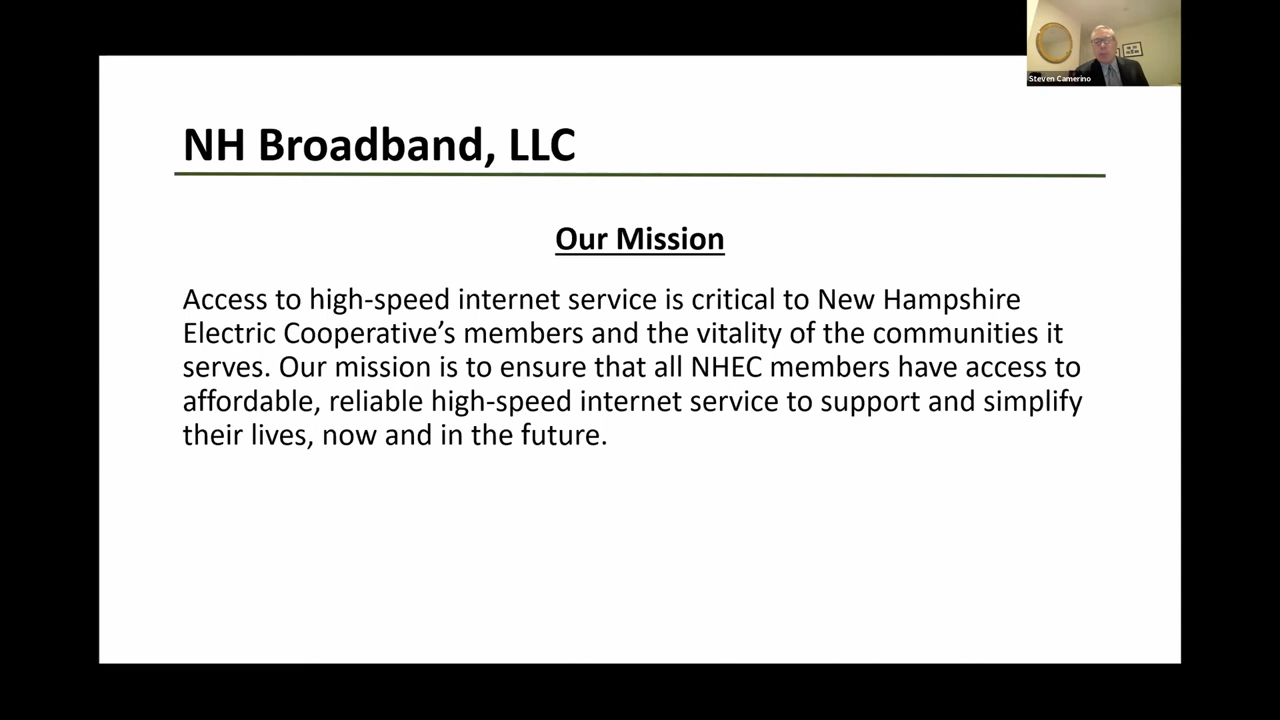 Steven Camerino
NH Broadband, LLC
Our Mission
Access to high-speed internet service is critical to New Hampshire
Electric Cooperative’s members and the vitality of the communities it
serves. Our mission is to ensure that all NHEC members have access to
affordable, reliable high-speed internet service to support and simplify
their lives, now and in the future.